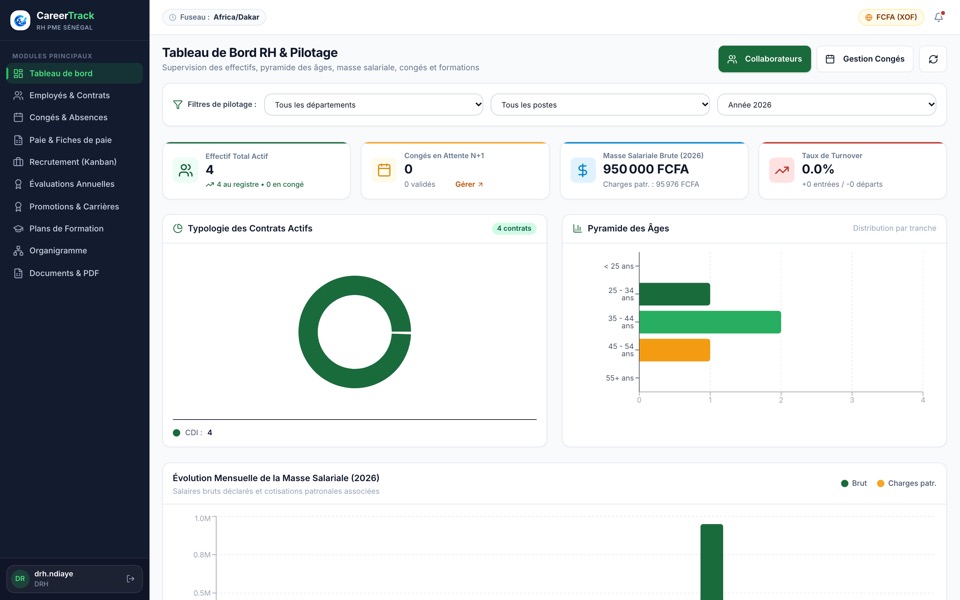 CareerTrack
RH PME SÉNÉGAL
MODULES PRINCIPAUX
Tableau de bord
Employés & Contrats
Congés & Absences
Paie & Fiches de paie
Recrutement (Kanban)
Évaluations Annuelles
Promotions & Carrières
Plans de Formation
Organigramme
Documents & PDF
DR
drh.ndiaye
DRH
Fuseau : Africa/Dakar
FCFA (XOF)
Tableau de Bord RH & Pilotage
Supervision des effectifs, pyramide des âges, masse salariale, congés et formations
Collaborateurs
Gestion Congés
Filtres de pilotage :
Tous les départements
Tous les postes
Année 2026
Effectif Total Actif
4
4 au registre • 0 en congé
Congés en Attente N+1
0
0 validés
Gérer ↗
Masse Salariale Brute (2026)
950 000 FCFA
Charges patr. : 95 976 FCFA
Taux de Turnover
0.0%
+0 entrées / -0 départs
Typologie des Contrats Actifs
4 contrats
CDI : 4
Pyramide des Âges
Distribution par tranche
< 25 ans
25 - 34
ans
35 - 44
ans
45 - 54
ans
55+ ans
0 1 2 3 4
Évolution Mensuelle de la Masse Salariale (2026)
Salaires bruts déclarés et cotisations patronales associées
Brut
Charges patr.
1.0M
0.8M
0.5M